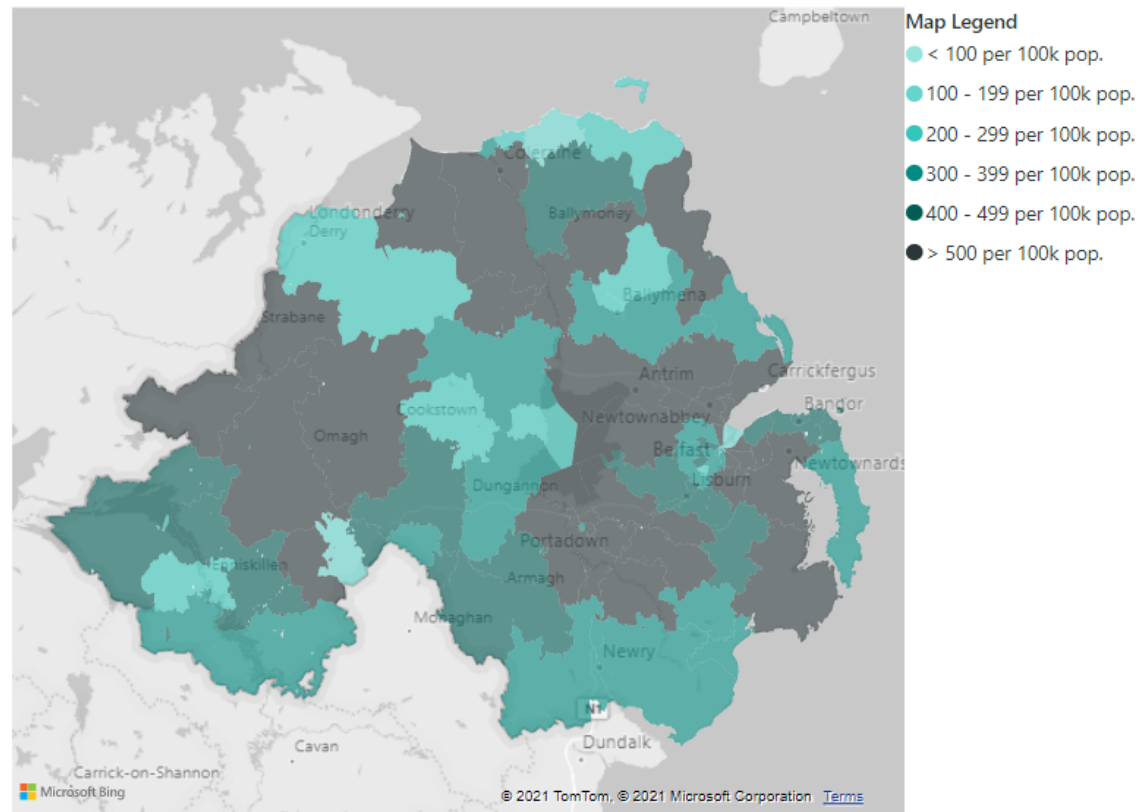 Campbeltown
Map Legend
< 100 per 100k pop.
100 - 199 per 100k pop.
200 - 299 per 100k pop.
300 - 399 per 100k pop.
400 - 499 per 100k pop.
> 500 per 100k pop.
Coleraine
Londonderry
Derry
Ballymoney
Ballymena
Strabane
Antrim
Carrickfergus
Cookstown
Newtownabbey
Bangor
Omagh
Belfast
Newtownards
Dungannon
Lisburn
Portadown
Enniskillen
Armagh
Monaghan
Newry
N1
Cavan
Dundalk
Carrick-on-Shannon
Microsoft Bing
© 2021 TomTom, © 2021 Microsoft Corporation Terms